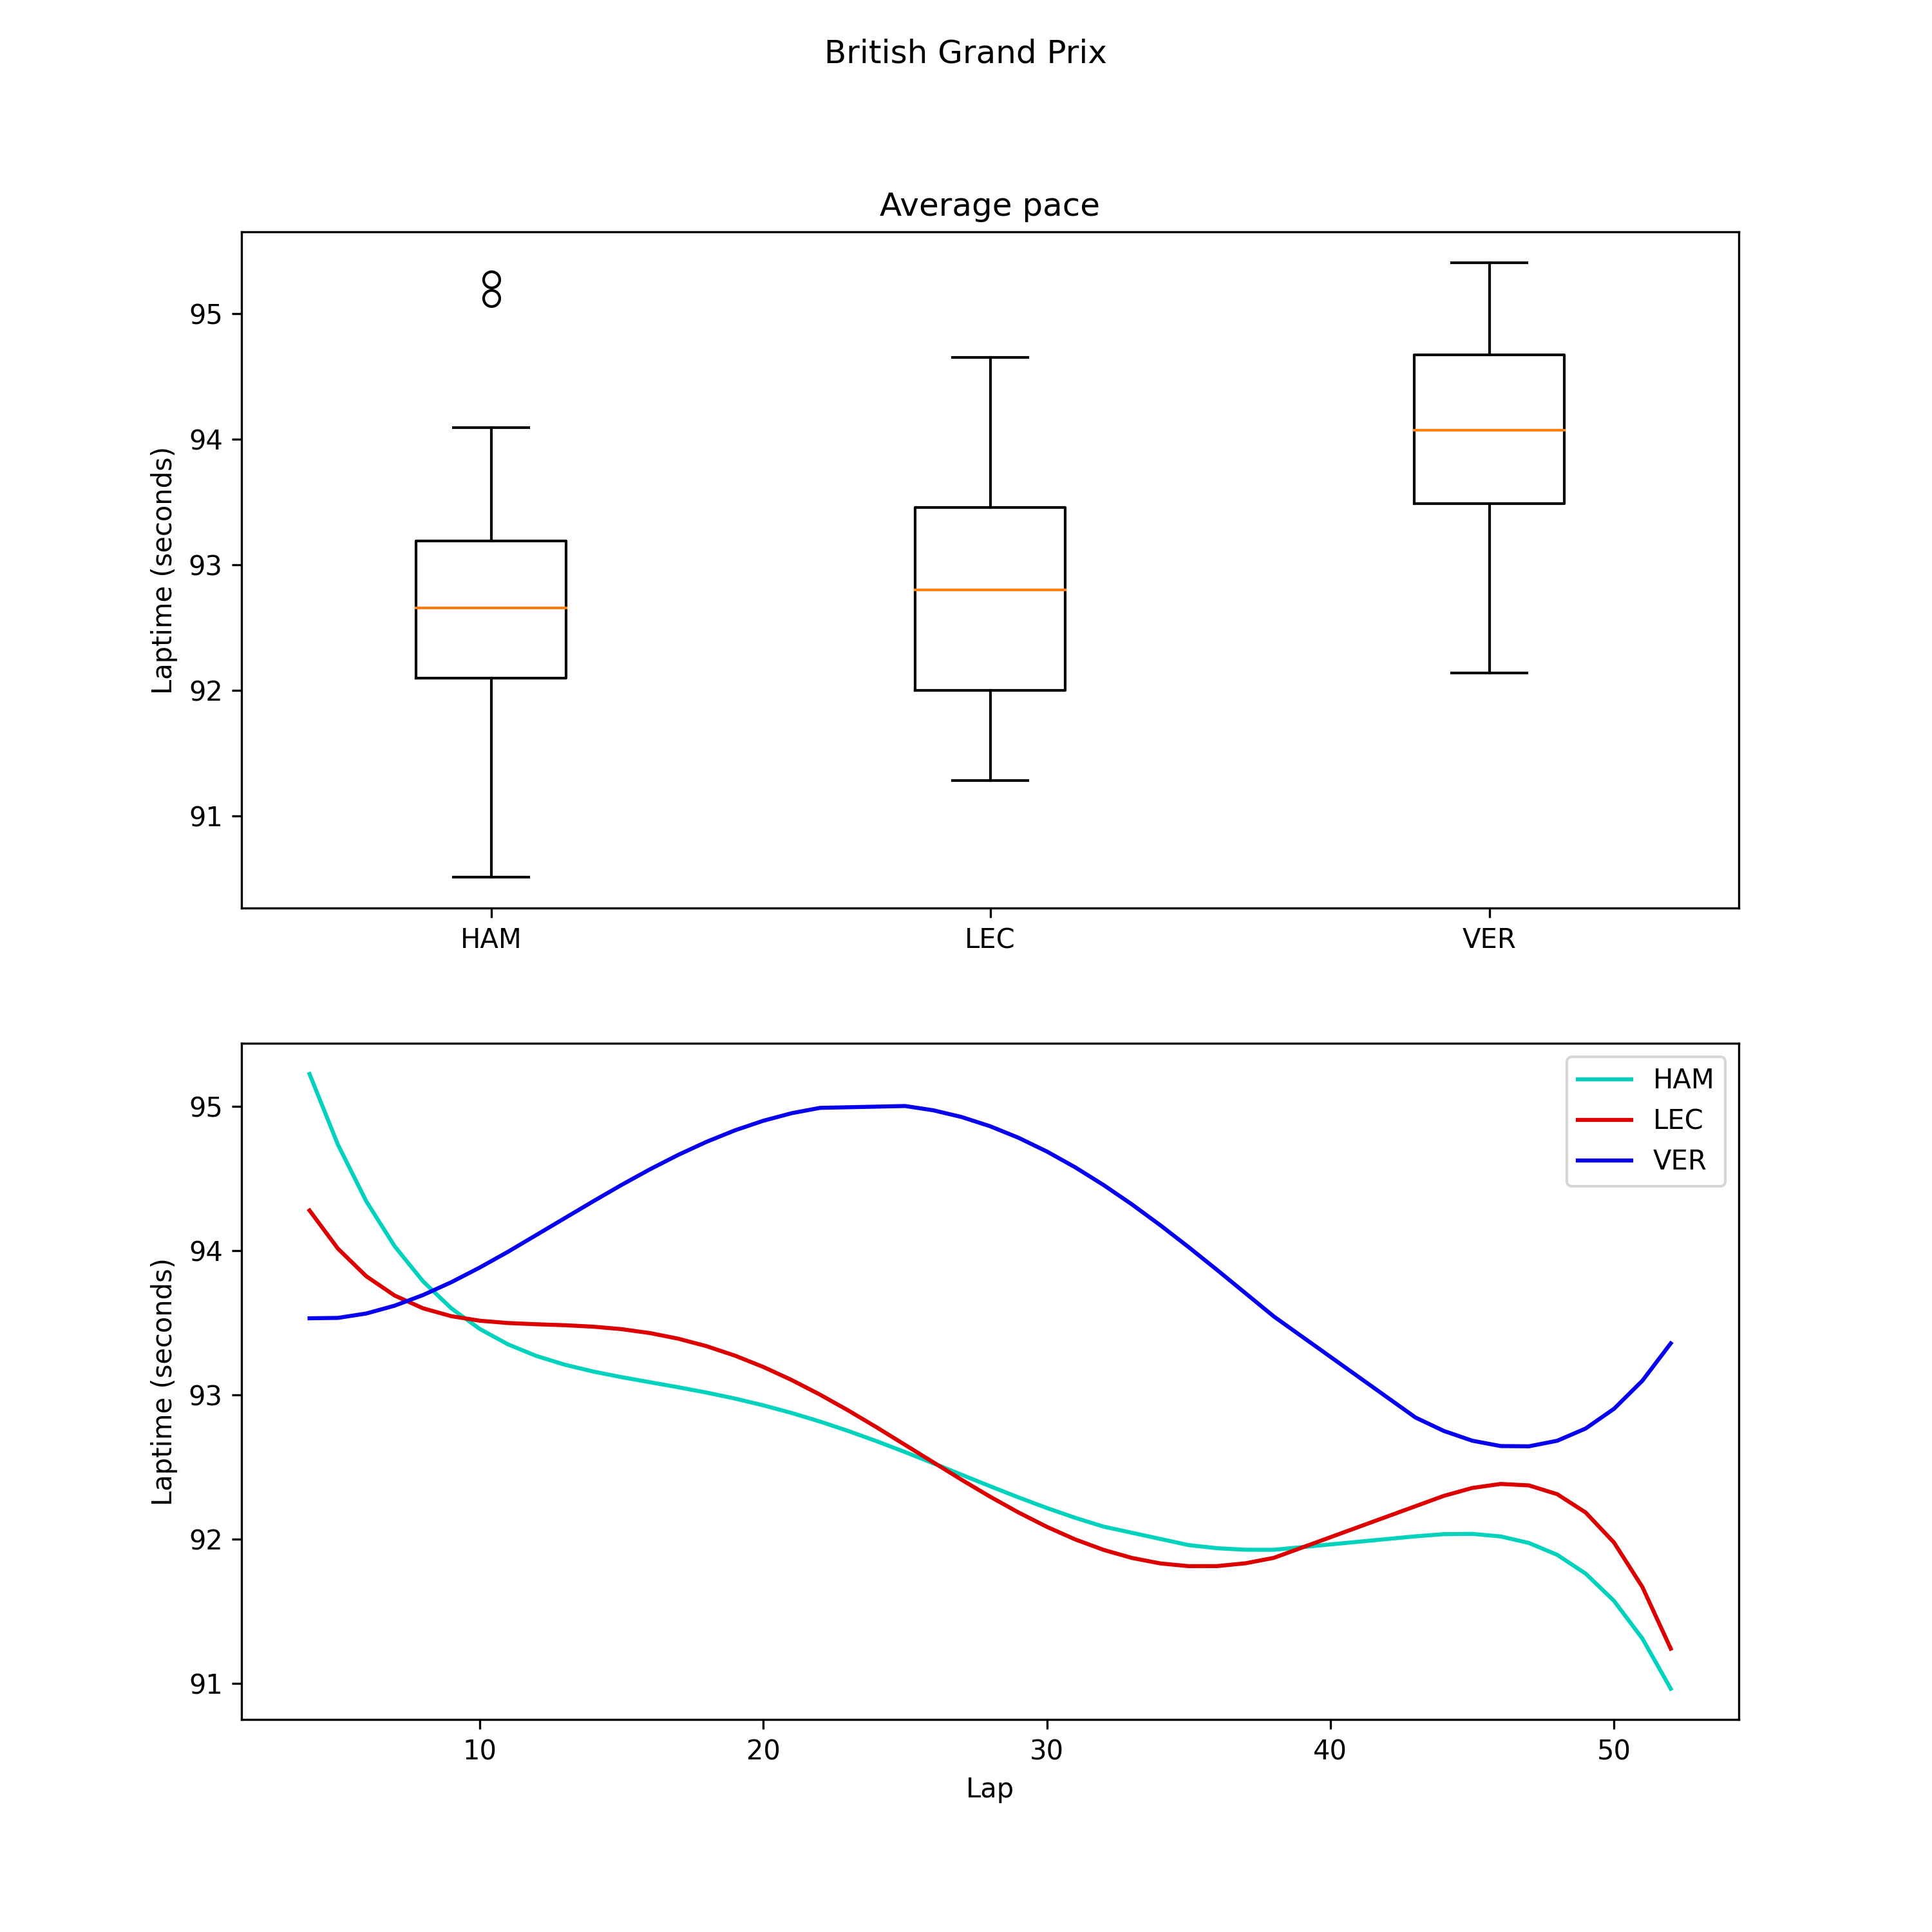 British Grand Prix
Average pace
Laptime (seconds)
95
94
93
92
91
HAM
LEC
VER
Laptime (seconds)
95
94
93
92
91
HAM
LEC
VER
10
20
30
40
50
Lap